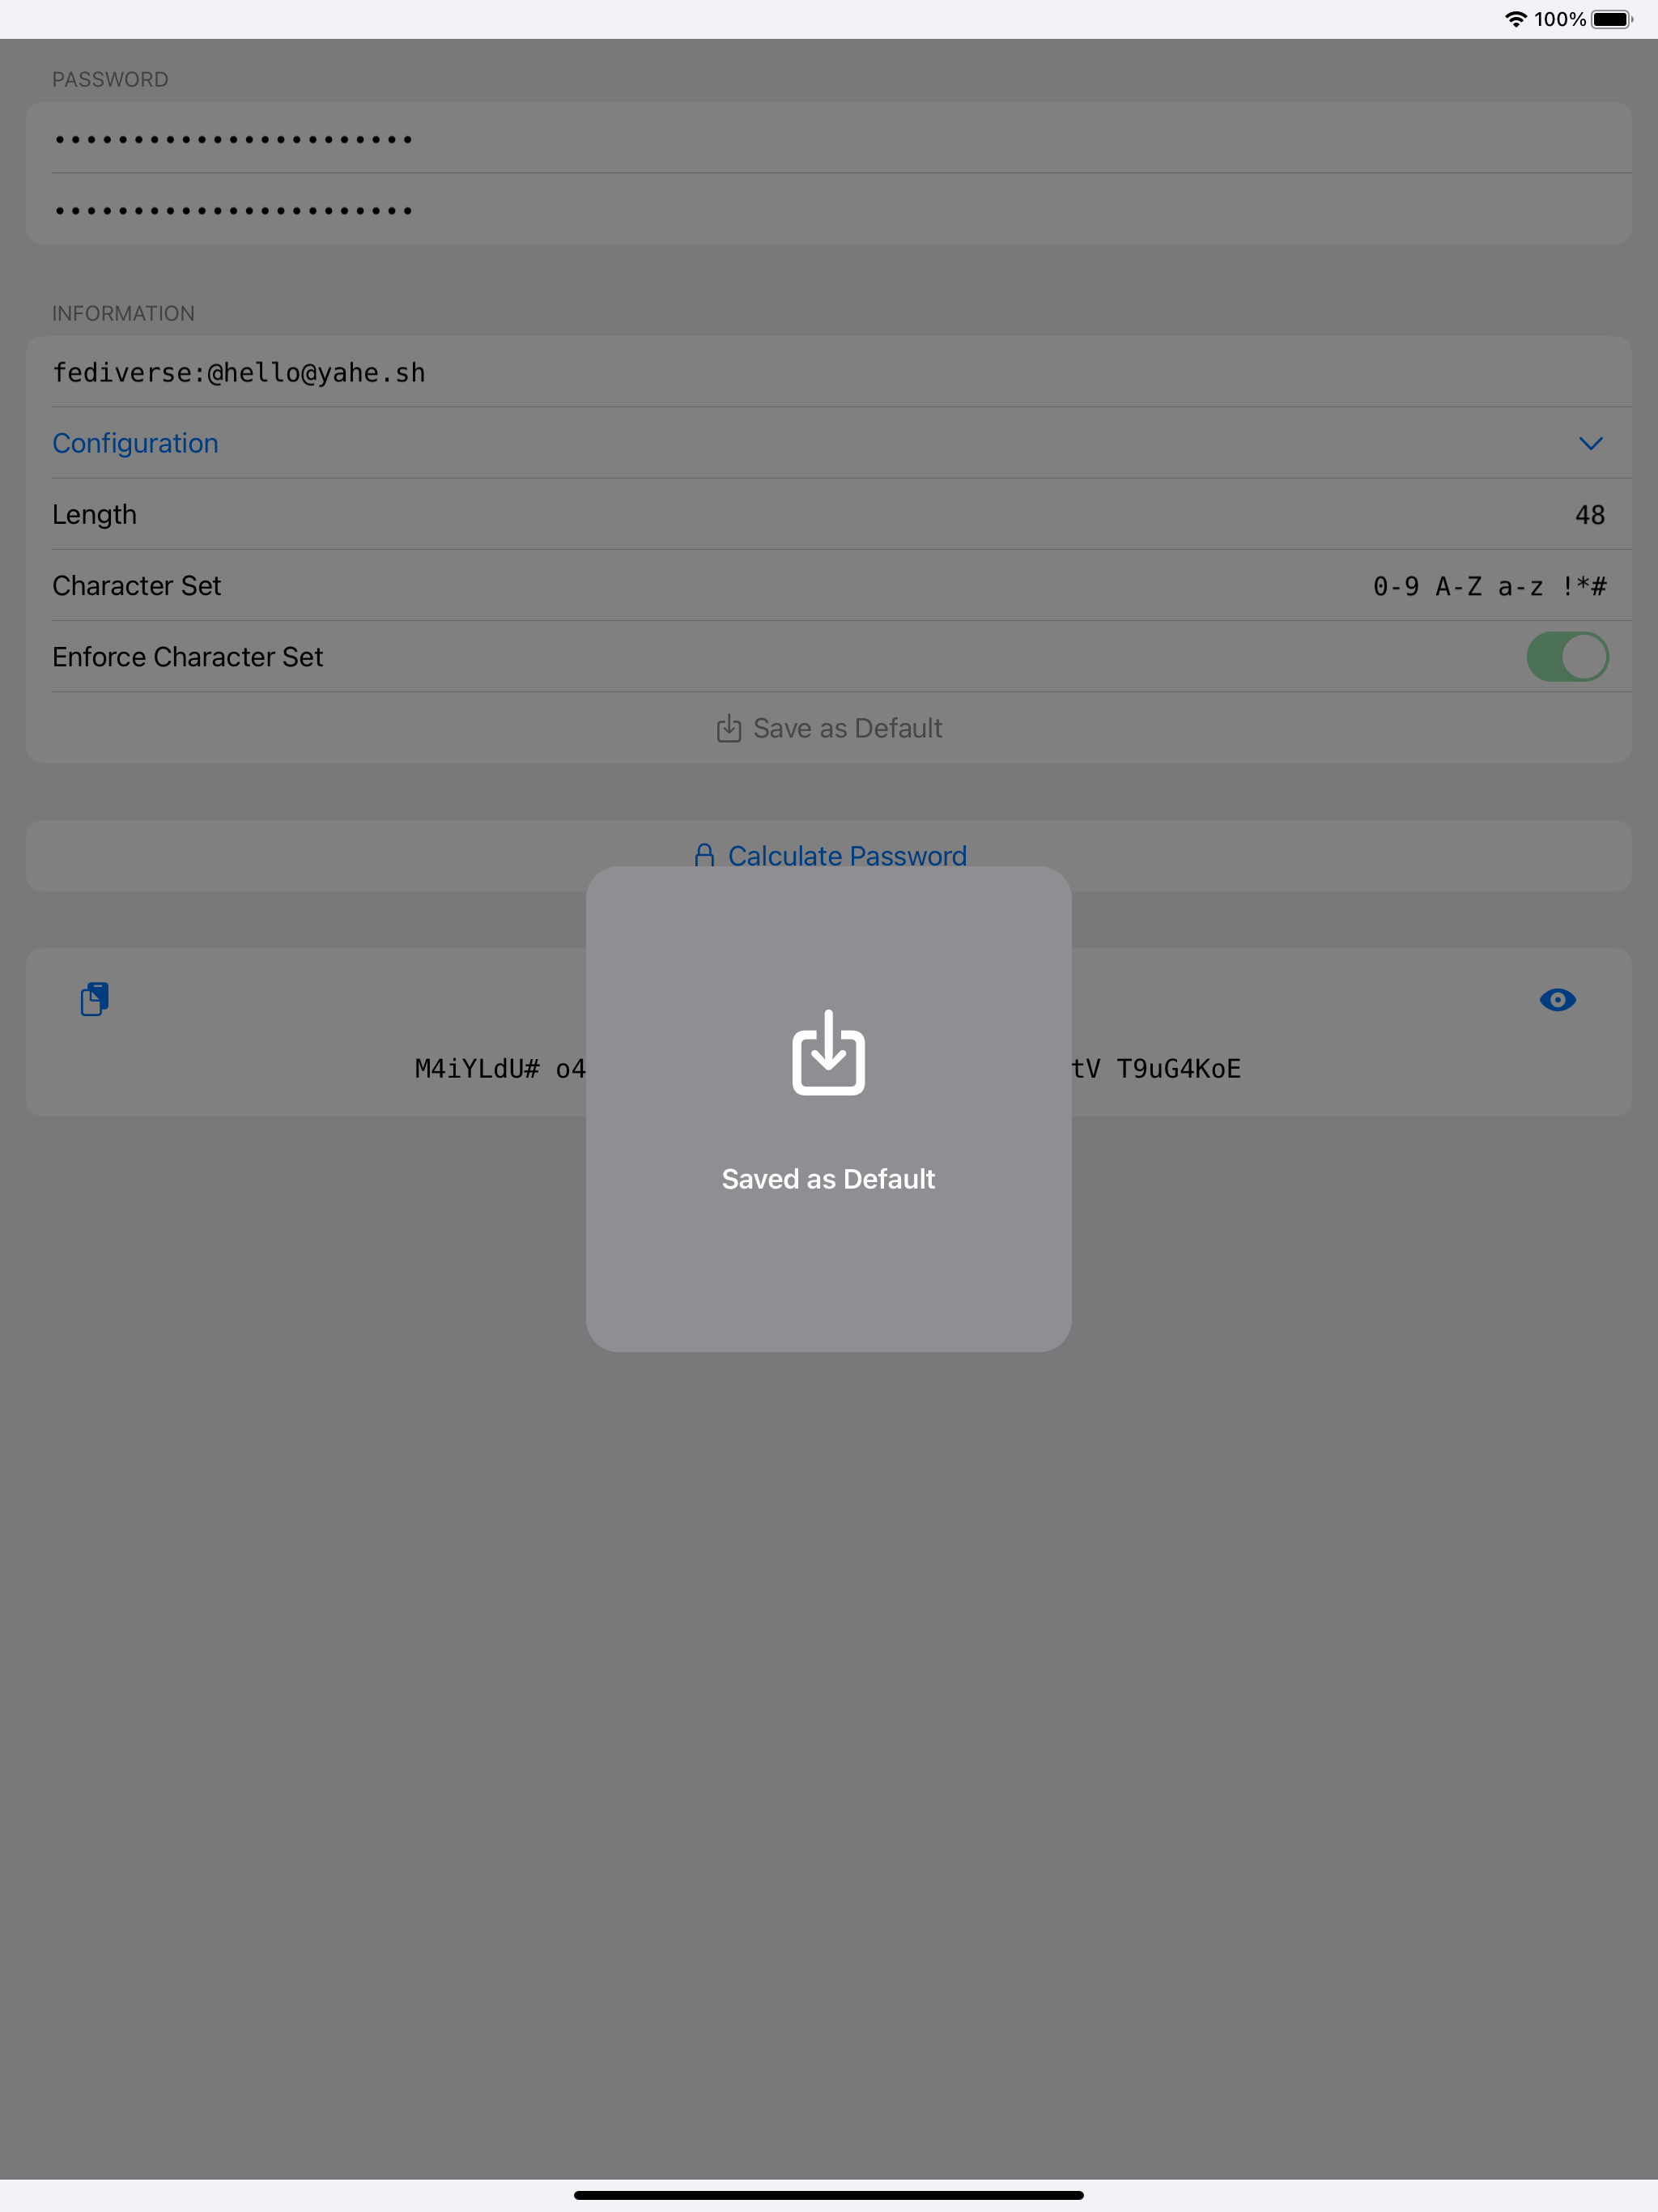 100%
PASSWORD
•••••••••••••••••••••••
•••••••••••••••••••••••
INFORMATION
fediverse:@hello@yahe.sh
Configuration
Length 48
Character Set 0-9 A-Z a-z !*#
Enforce Character Set
Save as Default
Calculate Password
M4iYLdU# o4 tV T9uG4KoE
Saved as Default